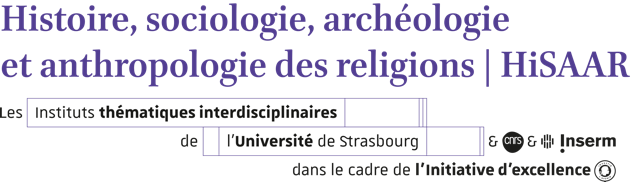 Histoire, sociologie, archéologie
et anthropologie des religions | HiSAAR
Les Instituts thématiques interdisciplinaires
de l'Université de Strasbourg & cnrs & Inserm
dans le cadre de l'Initiative d'excellence